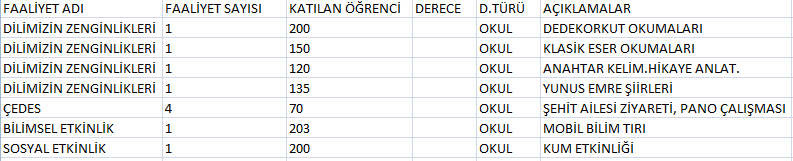 FAALİYET ADI FAALİYET SAYISI KATILAN ÖĞRENCİ DERECE D.TÜRÜ AÇIKLAMALAR
DİLİMİZİN ZENGİNLİKLERİ 1 200 OKUL DEDEKORKUT OKUMALARI
DİLİMİZİN ZENGİNLİKLERİ 1 150 OKUL KLASİK ESER OKUMALARI
DİLİMİZİN ZENGİNLİKLERİ 1 120 OKUL ANAHTAR KELİM.HİKAYE ANLAT.
DİLİMİZİN ZENGİNLİKLERİ 1 135 OKUL YUNUS EMRE ŞİİRLERİ
ÇEDES 4 70 OKUL ŞEHİT AİLESİ ZİYARETİ, PANO ÇALIŞMASI
BİLİMSEL ETKİNLİK 1 203 OKUL MOBİL BİLİM TIRI
SOSYAL ETKİNLİK 1 200 OKUL KUM ETKİNLİĞİ